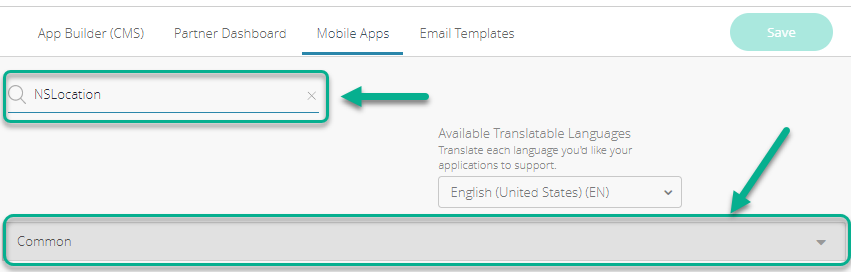 App Builder (CMS) Partner Dashboard Mobile Apps Email Templates Save
NSLocation
Available Translatable Languages
Translate each language you'd like your
applications to support.
English (United States) (EN)
Common